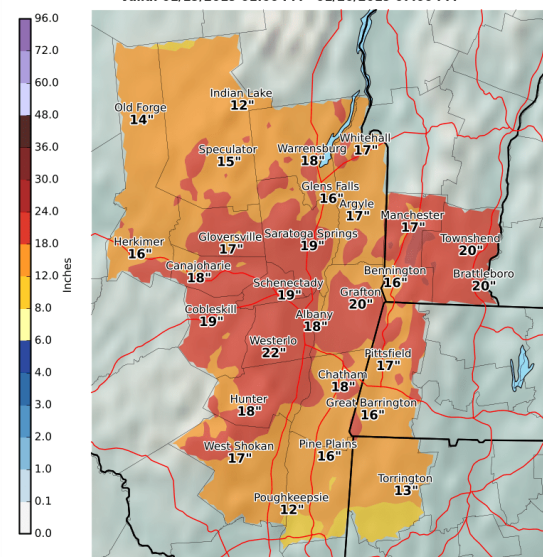 96.0
72.0
60.0
48.0
36.0
30.0
24.0
18.0
12.0
8.0
6.0
4.0
3.0
2.0
1.0
0.1
0.0
Inches
Old Forge
14"
Indian Lake
12"
Speculator
15"
Warrensburg
18"
Whitehall
17"
Glens Falls
16"
Argyle
17"
Manchester
17"
Townshend
20"
Herkimer
16"
Gloversville
17"
Saratoga Springs
19"
Canajoharie
18"
Bennington
16"
Brattleboro
20"
Schenectady
19"
Grafton
20"
Cobleskill
19"
Albany
18"
Westerlo
22"
Pittsfield
17"
Chatham
18"
Hunter
18"
Great Barrington
16"
West Shokan
17"
Pine Plains
16"
Torrington
13"
Poughkeepsie
12"